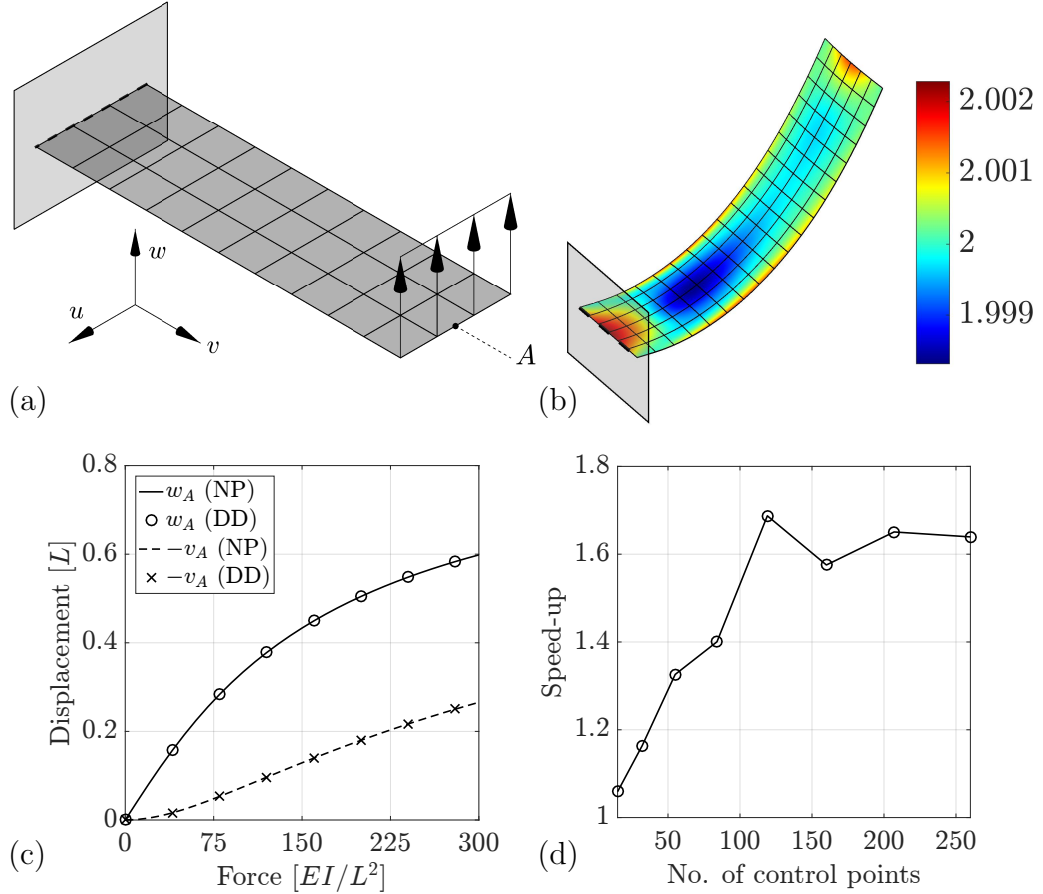 w
u
v
A
(a)
2.002
2.001
2
1.999
(b)
0.8
0.6
0.4
0.2
0
0
75
150
225
300
Displacement [L]
Force [EI/L²]
w_A (NP)
w_A (DD)
−v_A (NP)
−v_A (DD)
(c)
1.8
1.6
1.4
1.2
1
50
100
150
200
250
Speed-up
No. of control points
(d)